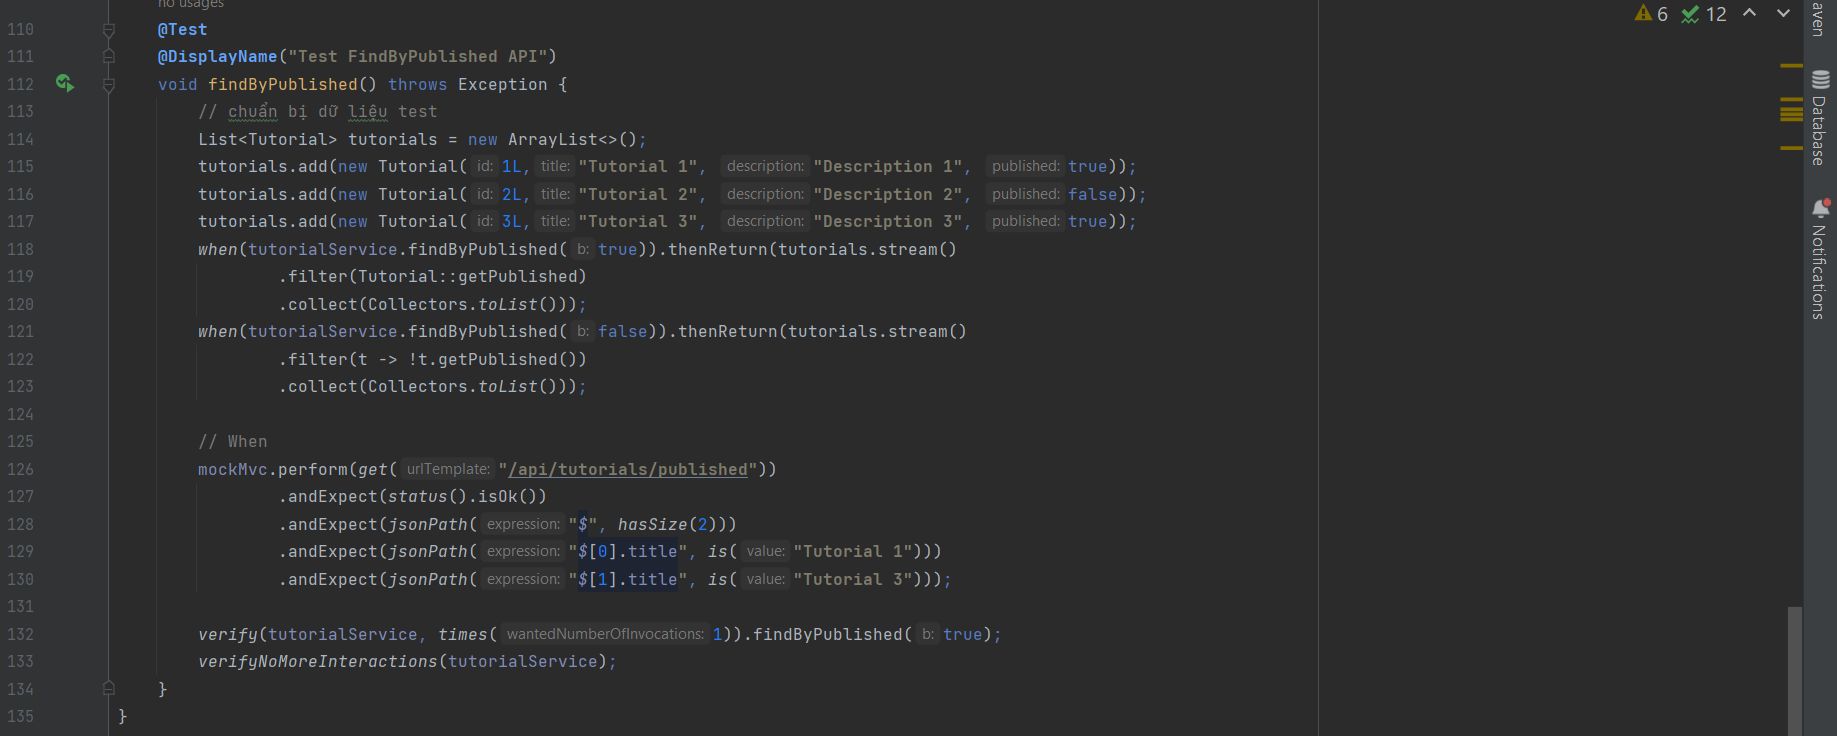 no usages
110 @Test
111 @DisplayName("Test FindByPublished API")
112 void findByPublished() throws Exception {
113 // chuẩn bị dữ liệu test
114 List<Tutorial> tutorials = new ArrayList<>();
115 tutorials.add(new Tutorial( id: 1L, title: "Tutorial 1", description: "Description 1", published: true));
116 tutorials.add(new Tutorial( id: 2L, title: "Tutorial 2", description: "Description 2", published: false));
117 tutorials.add(new Tutorial( id: 3L, title: "Tutorial 3", description: "Description 3", published: true));
118 when(tutorialService.findByPublished( b: true)).thenReturn(tutorials.stream()
119 .filter(Tutorial::getPublished)
120 .collect(Collectors.toList()));
121 when(tutorialService.findByPublished( b: false)).thenReturn(tutorials.stream()
122 .filter(t -> !t.getPublished())
123 .collect(Collectors.toList()));
124
125 // When
126 mockMvc.perform(get( urlTemplate: "/api/tutorials/published"))
127 .andExpect(status().isOk())
128 .andExpect(jsonPath( expression: "$", hasSize(2)))
129 .andExpect(jsonPath( expression: "$[0].title", is( value: "Tutorial 1")))
130 .andExpect(jsonPath( expression: "$[1].title", is( value: "Tutorial 3")));
131
132 verify(tutorialService, times( wantedNumberOfInvocations: 1)).findByPublished( b: true);
133 verifyNoMoreInteractions(tutorialService);
134 }
135 }
6 12
aven
Database
Notifications